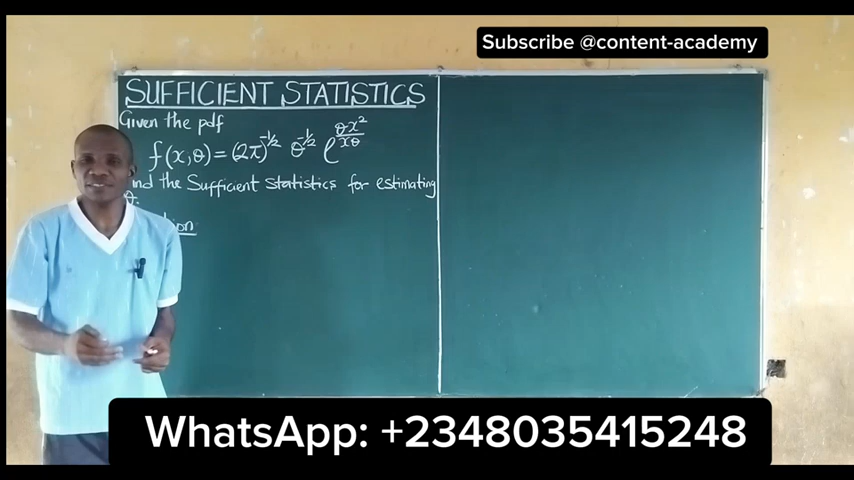 Subscribe @content-academy
SUFFICIENT STATISTICS
Given the pdf
f(x;θ) = (2π)^-1/2 θ^-1/2 e^θx²/xθ
the Sufficient Statistics for estimating
θ.
WhatsApp: +2348035415248